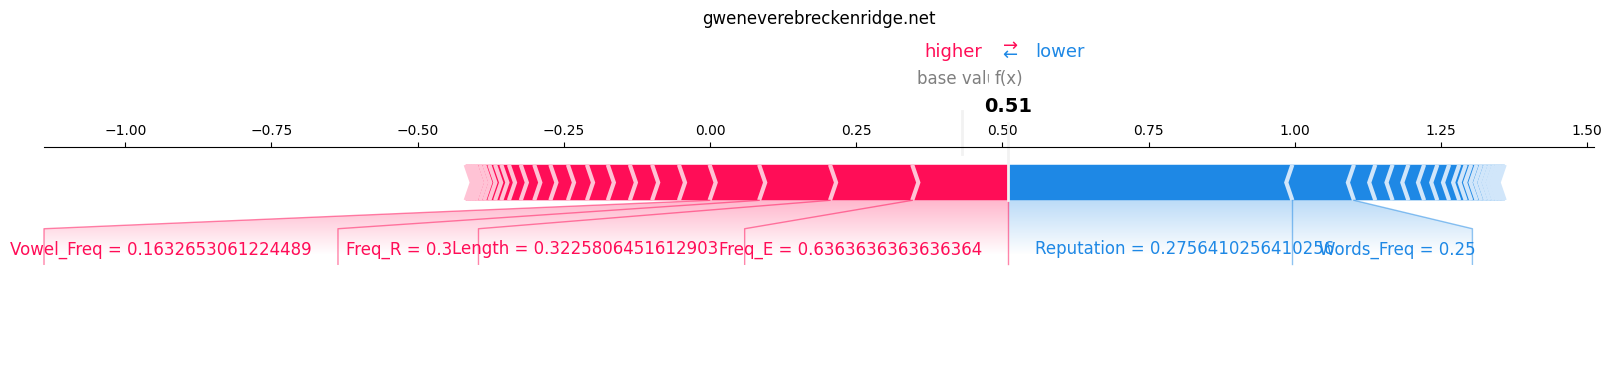 gweneverebreckenridge.net
higher ⇄ lower
base valu f(x)
0.51
−1.00 −0.75 −0.50 −0.25 0.00 0.25 0.50 0.75 1.00 1.25 1.50
Vowel_Freq = 0.1632653061224489 Freq_R = 0.3 Length = 0.3225806451612903 Freq_E = 0.6363636363636364 Reputation = 0.2756410256410256 Words_Freq = 0.25